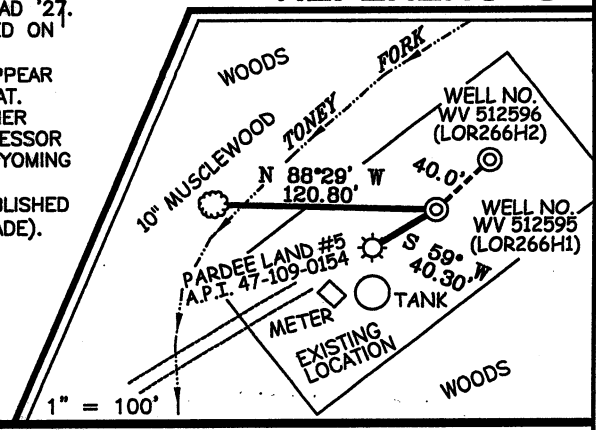 AD '27.
ED ON
PPEAR
AT.
ER
ESSOR
YOMING
BLISHED
ADE).
WOODS
TONEY FORK
10" MUSCLEWOOD
N 88°29' W
120.80'
WELL NO.
WV 512596
(LOR266H2)
40.0'
WELL NO.
WV 512595
(LOR266H1)
S 59° W
40.30'
PARDEE LAND #5
A.P.I. 47-109-0154
METER
TANK
EXISTING
LOCATION
WOODS
1" = 100'